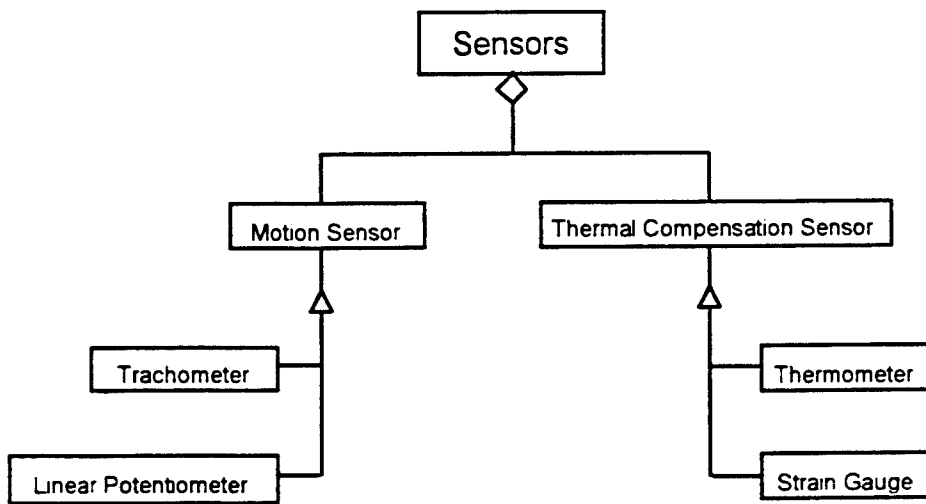 Sensors
Motion Sensor
Thermal Compensation Sensor
Trachometer
Thermometer
Linear Potentiometer
Strain Gauge